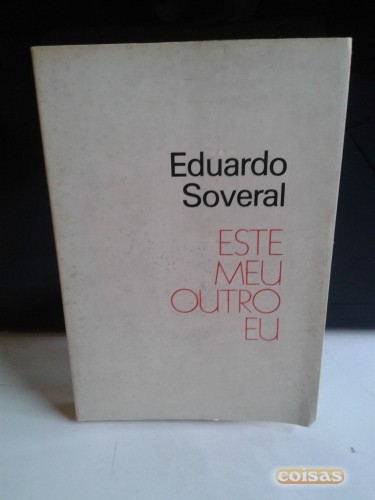 Eduardo
Soveral
ESTE
MEU
OUTRO
EU
coisas